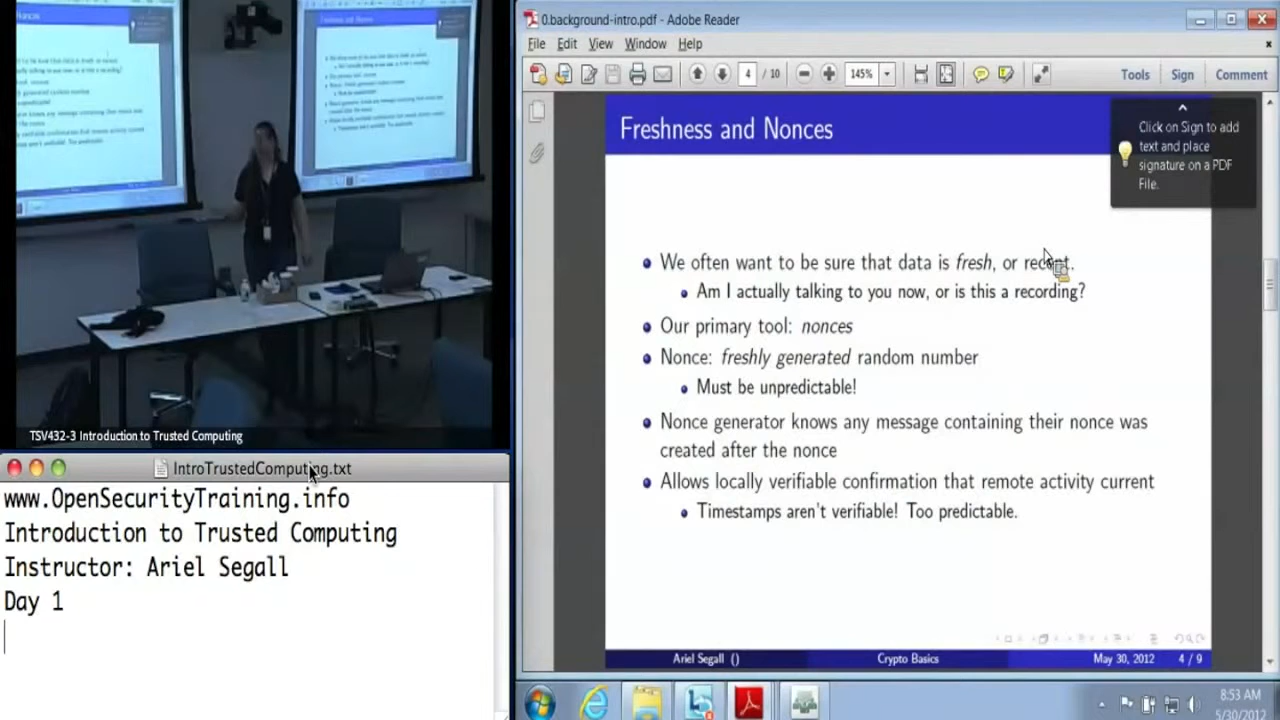 Freshness and Nonces
TSV432-3 Introduction to Trusted Computing
IntroTrustedComputing.txt
www.OpenSecurityTraining.info
Introduction to Trusted Computing
Instructor: Ariel Segall
Day 1
0.background-intro.pdf - Adobe Reader
File Edit View Window Help
4 / 10 145% Tools Sign Comment
Click on Sign to add
text and place
signature on a PDF
File.
Freshness and Nonces
We often want to be sure that data is fresh, or recent.
Am I actually talking to you now, or is this a recording?
Our primary tool: nonces
Nonce: freshly generated random number
Must be unpredictable!
Nonce generator knows any message containing their nonce was
created after the nonce
Allows locally verifiable confirmation that remote activity current
Timestamps aren't verifiable! Too predictable.
Ariel Segall () Crypto Basics May 30, 2012 4 / 9
8:53 AM
5/30/2012